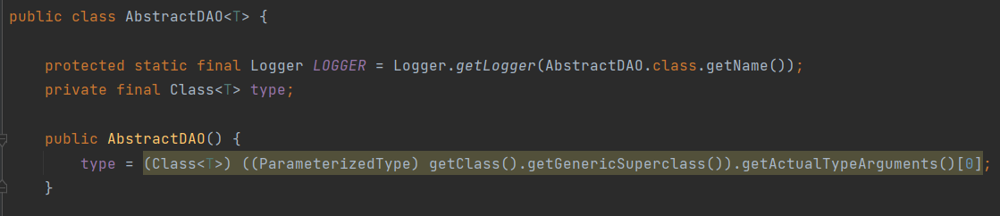 public class AbstractDAO<T> {
protected static final Logger LOGGER = Logger.getLogger(AbstractDAO.class.getName());
private final Class<T> type;
public AbstractDAO() {
type = (Class<T>) ((ParameterizedType) getClass().getGenericSuperclass()).getActualTypeArguments()[0];
}